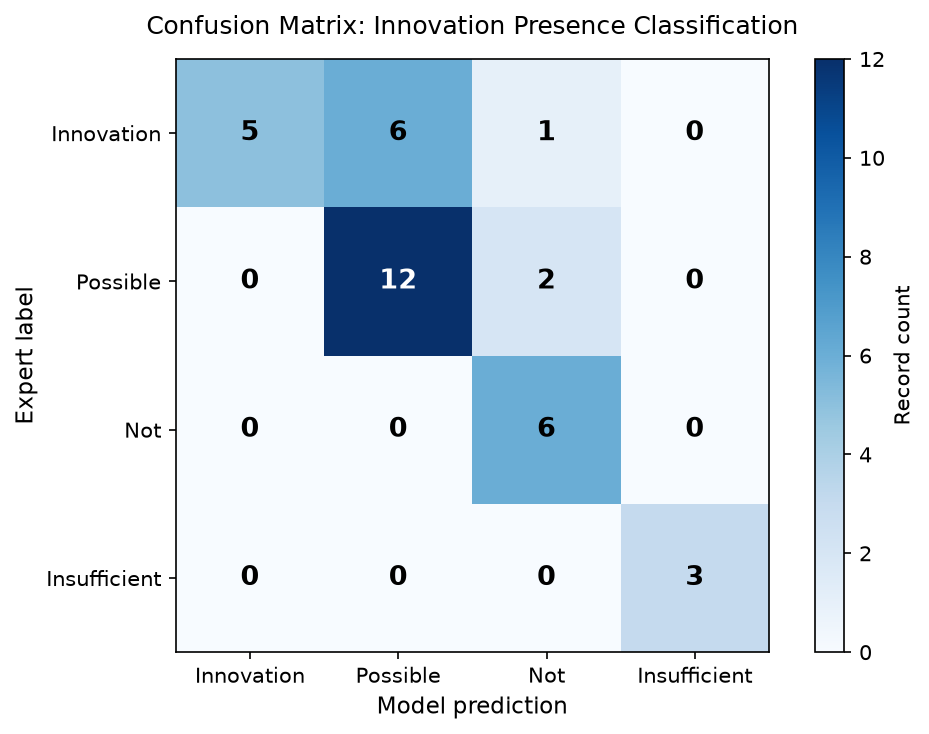 Confusion Matrix: Innovation Presence Classification
Innovation 5 6 1 0
Possible 0 12 2 0
Not 0 0 6 0
Insufficient 0 0 0 3
Innovation Possible Not Insufficient
Model prediction
Expert label
12
10
8
6
4
2
0
Record count